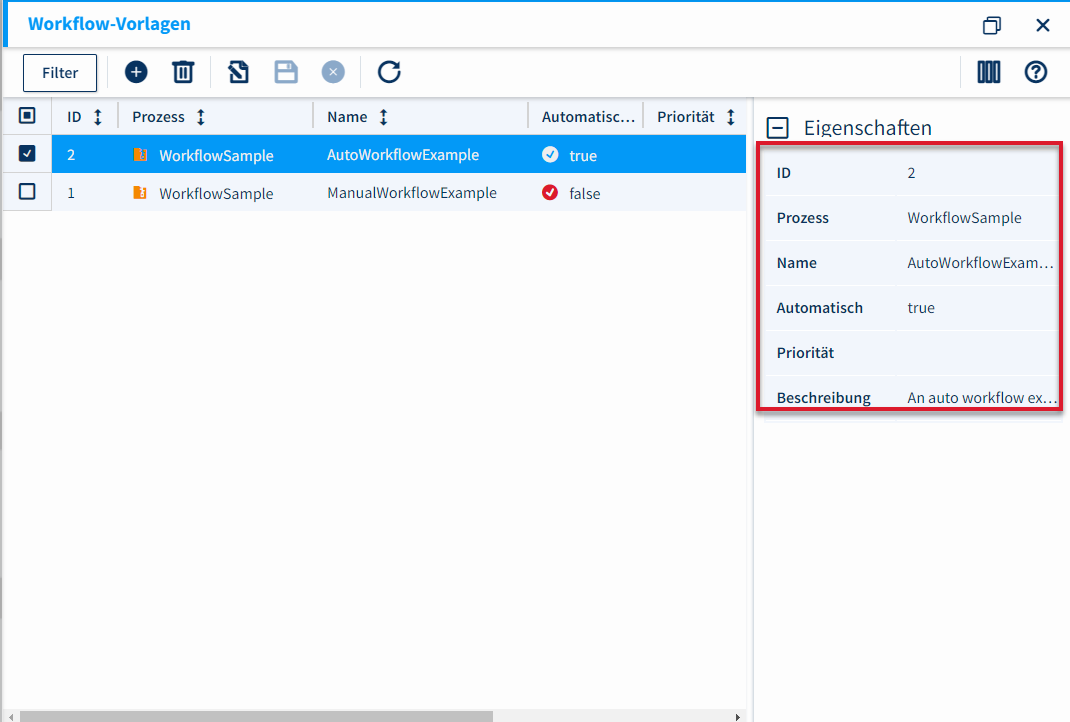 Workflow-Vorlagen
Filter
ID Prozess Name Automatisc... Priorität
2 WorkflowSample AutoWorkflowExample true
1 WorkflowSample ManualWorkflowExample false
Eigenschaften
ID 2
Prozess WorkflowSample
Name AutoWorkflowExam...
Automatisch true
Priorität
Beschreibung An auto workflow ex...